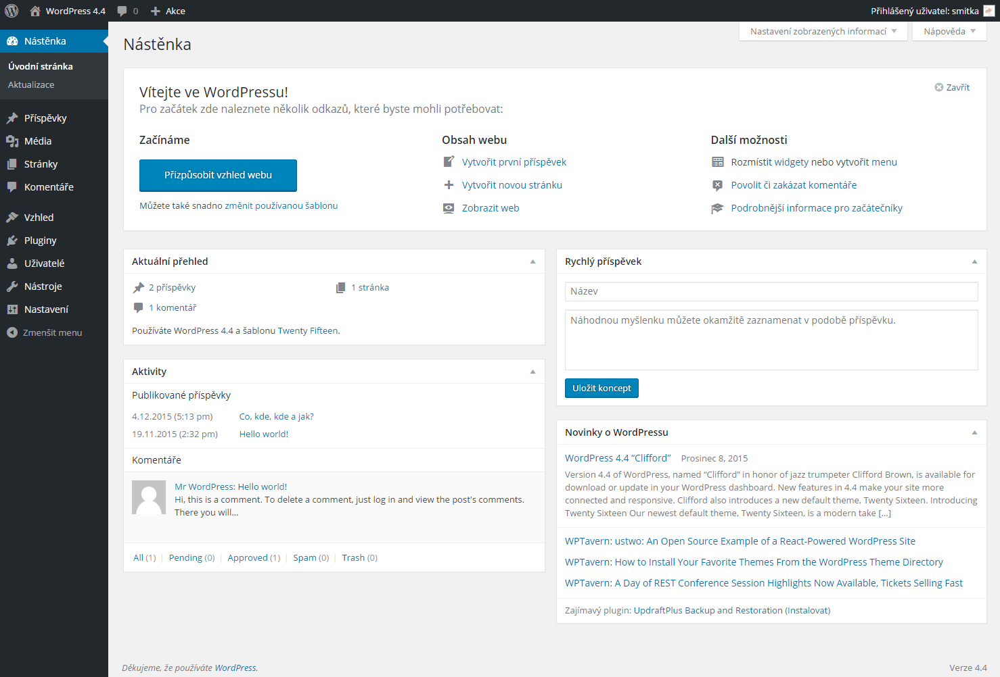 WordPress 4.4 0 Akce
Přihlášený uživatel: smitka
Nástěnka
Úvodní stránka
Aktualizace
Příspěvky
Média
Stránky
Komentáře
Vzhled
Pluginy
Uživatelé
Nástroje
Nastavení
Zmenšit menu
Nastavení zobrazených informací
Nápověda
Nástěnka
Vítejte ve WordPressu!
Zavřít
Pro začátek zde naleznete několik odkazů, které byste mohli potřebovat:
Začínáme
Přizpůsobit vzhled webu
Můžete také snadno změnit používanou šablonu
Obsah webu
Vytvořit první příspěvek
Vytvořit novou stránku
Zobrazit web
Další možnosti
Rozmístit widgety nebo vytvořit menu
Povolit či zakázat komentáře
Podrobnější informace pro začátečníky
Aktuální přehled
2 příspěvky
1 stránka
1 komentář
Používáte WordPress 4.4 a šablonu Twenty Fifteen.
Aktivity
Publikované příspěvky
4.12.2015 (5:13 pm) Co, kde, kde a jak?
19.11.2015 (2:32 pm) Hello world!
Komentáře
Mr WordPress: Hello world!
Hi, this is a comment. To delete a comment, just log in and view the post's comments.
There you will...
All (1) | Pending (0) | Approved (1) | Spam (0) | Trash (0)
Rychlý příspěvek
Název
Náhodnou myšlenku můžete okamžitě zaznamenat v podobě příspěvku.
Uložit koncept
Novinky o WordPressu
WordPress 4.4 “Clifford” Prosinec 8, 2015
Version 4.4 of WordPress, named “Clifford” in honor of jazz trumpeter Clifford Brown, is available for
download or update in your WordPress dashboard. New features in 4.4 make your site more
connected and responsive. Clifford also introduces a new default theme, Twenty Sixteen. Introducing
Twenty Sixteen Our newest default theme, Twenty Sixteen, is a modern take [...]
WPTavern: ustwo: An Open Source Example of a React-Powered WordPress Site
WPTavern: How to Install Your Favorite Themes From the WordPress Theme Directory
WPTavern: A Day of REST Conference Session Highlights Now Available, Tickets Selling Fast
Zajímavý plugin: UpdraftPlus Backup and Restoration (Instalovat)
Děkujeme, že používáte WordPress.
Verze 4.4